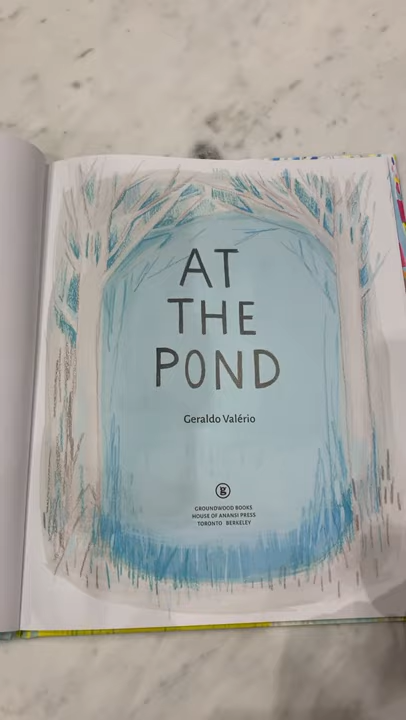 AT
THE
POND
Geraldo Valério
g
GROUNDWOOD BOOKS
HOUSE OF ANANSI PRESS
TORONTO BERKELEY